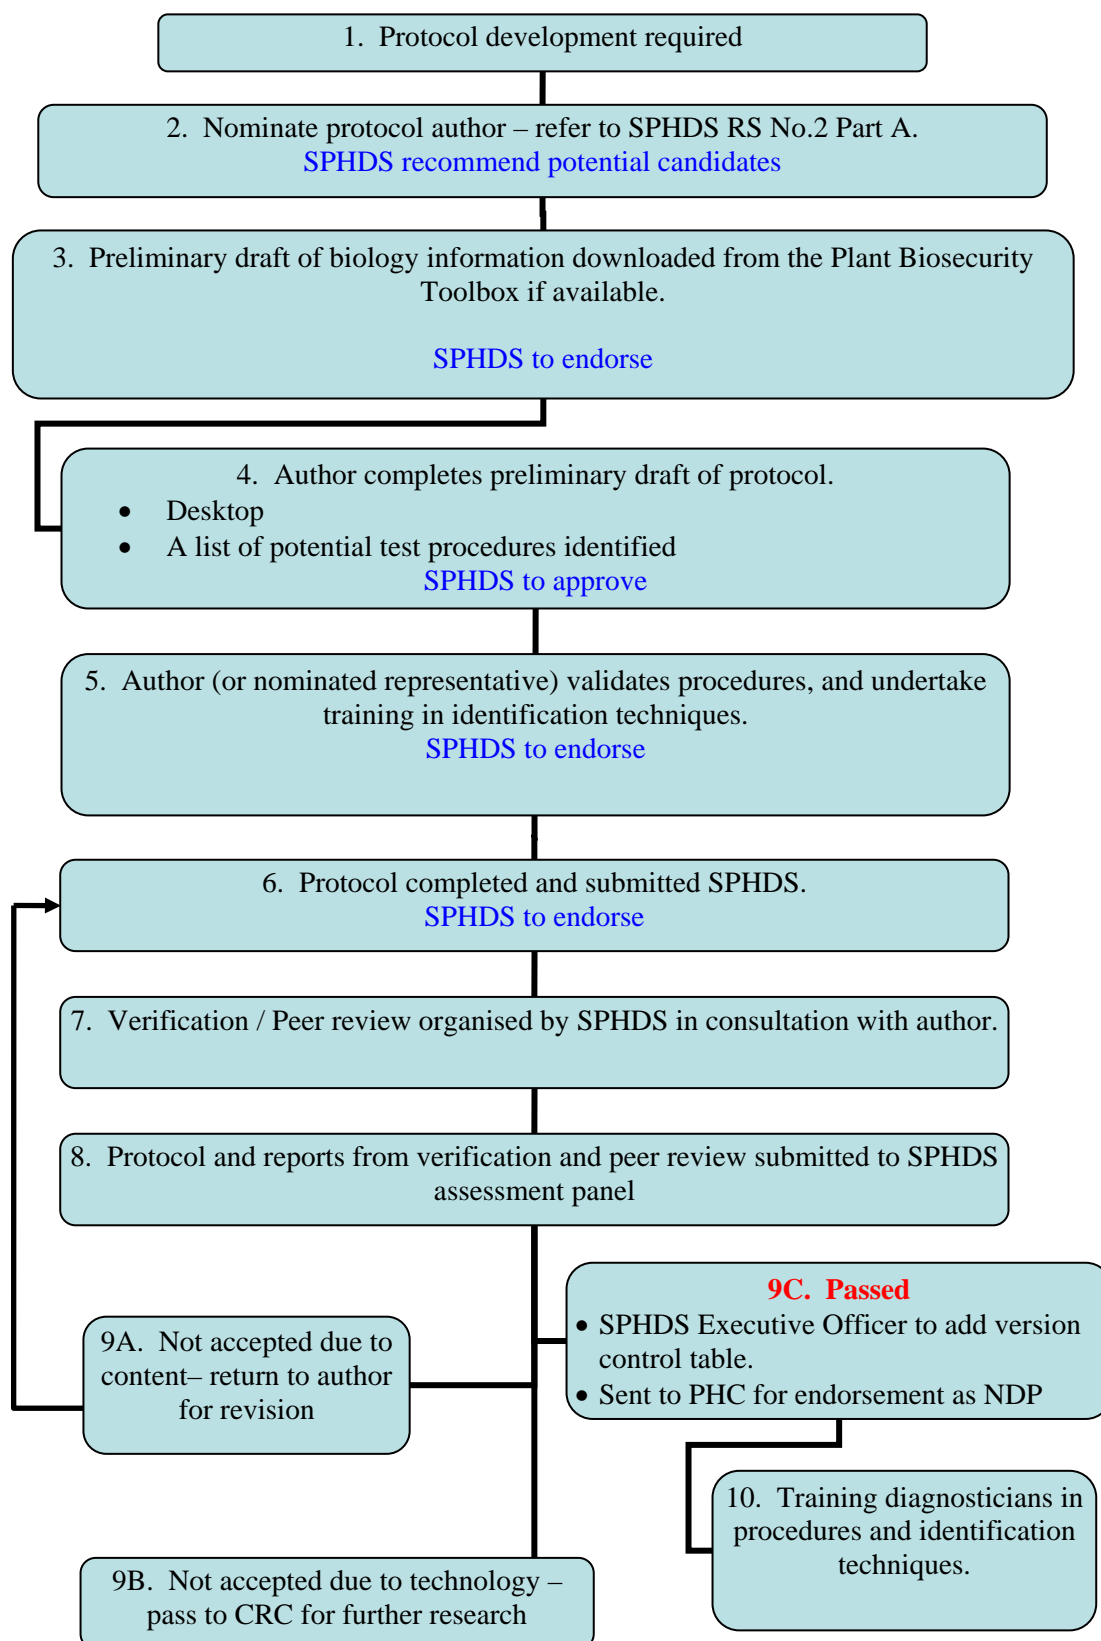 1. Protocol development required
2. Nominate protocol author – refer to SPHDS RS No.2 Part A.
SPHDS recommend potential candidates
3. Preliminary draft of biology information downloaded from the Plant Biosecurity
Toolbox if available.
SPHDS to endorse
4. Author completes preliminary draft of protocol.
• Desktop
• A list of potential test procedures identified
SPHDS to approve
5. Author (or nominated representative) validates procedures, and undertake
training in identification techniques.
SPHDS to endorse
6. Protocol completed and submitted SPHDS.
SPHDS to endorse
7. Verification / Peer review organised by SPHDS in consultation with author.
8. Protocol and reports from verification and peer review submitted to SPHDS
assessment panel
9A. Not accepted due to
content– return to author
for revision
9C. Passed
• SPHDS Executive Officer to add version
control table.
• Sent to PHC for endorsement as NDP
10. Training diagnosticians in
procedures and identification
techniques.
9B. Not accepted due to technology –
pass to CRC for further research